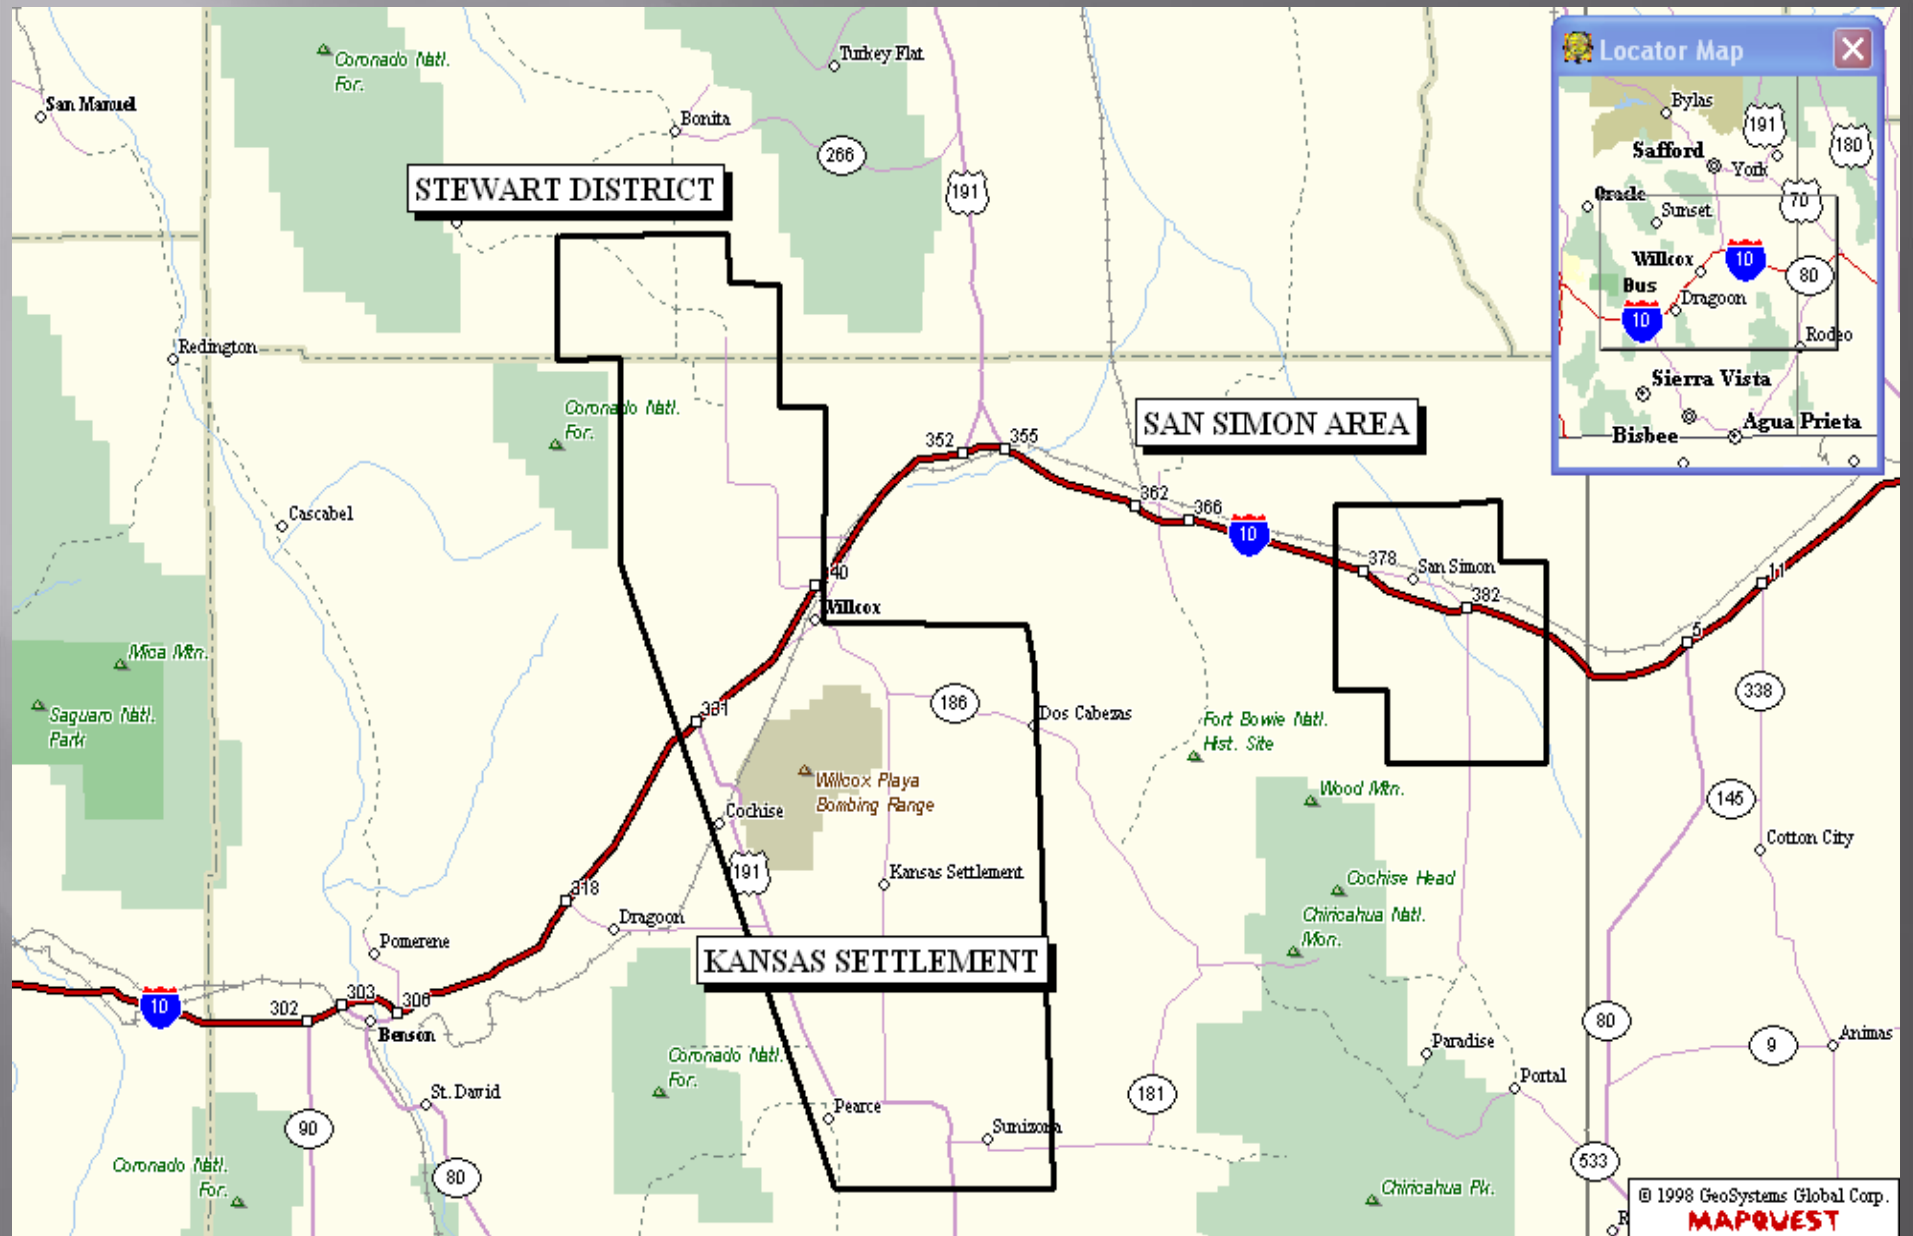 Coronado Natl.
For.
Turkey Flat
San Manuel
Bonita
266
191
STEWART DISTRICT
Redington
Coronado Natl.
For.
SAN SIMON AREA
352
355
362
366
10
378
San Simon
382
Cascabel
40
Willcox
11
5
Mica Mtn.
Saguaro Natl.
Park
331
186
Dos Cabezas
Fort Bowie Natl.
Hist. Site
338
Willcox Playa
Bombing Range
Wood Mtn.
145
Cochise
191
Kansas Settlement
Cotton City
Cochise Head
Chiricahua Natl.
Mon.
318
Dragoon
Pomerene
KANSAS SETTLEMENT
10
302
303
306
Benson
80
9
Animas
Paradise
Portal
Coronado Natl.
For.
St. David
90
Pearce
Sunizona
181
Coronado Natl.
For.
80
533
Chiricahua Pk.
R
Locator Map
Bylas
191
180
Safford
York
70
Oracle
Sunset
Willcox
10
80
Bus
10
Dragoon
Rodeo
Sierra Vista
Agua Prieta
Bisbee
© 1998 GeoSystems Global Corp.
MAPQUEST